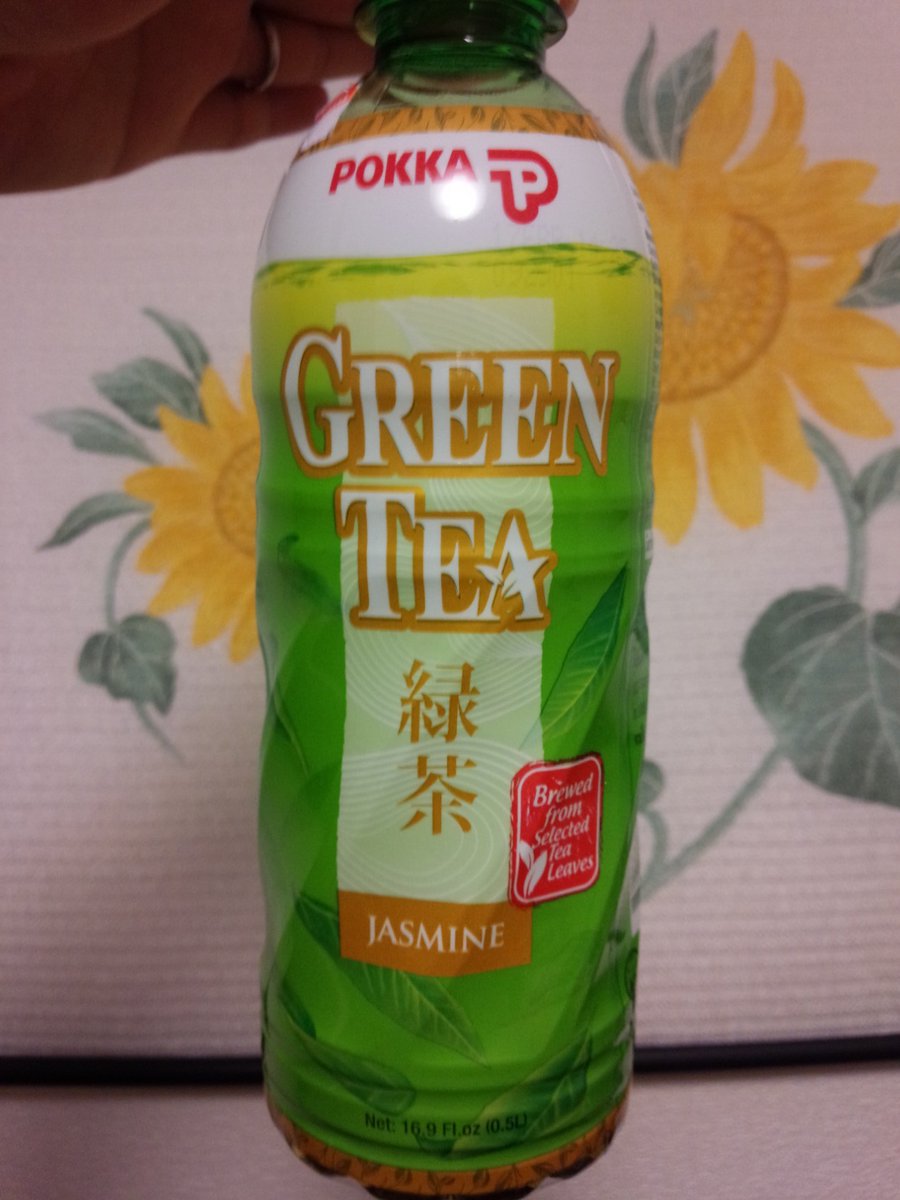 POKKA
GREEN
TEA
緑
茶
Brewed
from
Selected
Tea
Leaves
JASMINE
Net: 16.9 Fl.oz (0.5L)